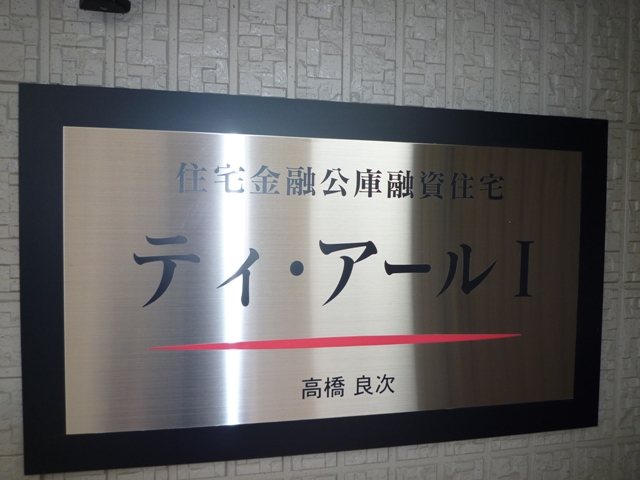 住宅金融公庫融資住宅
ティ・アールⅠ
高橋 良次